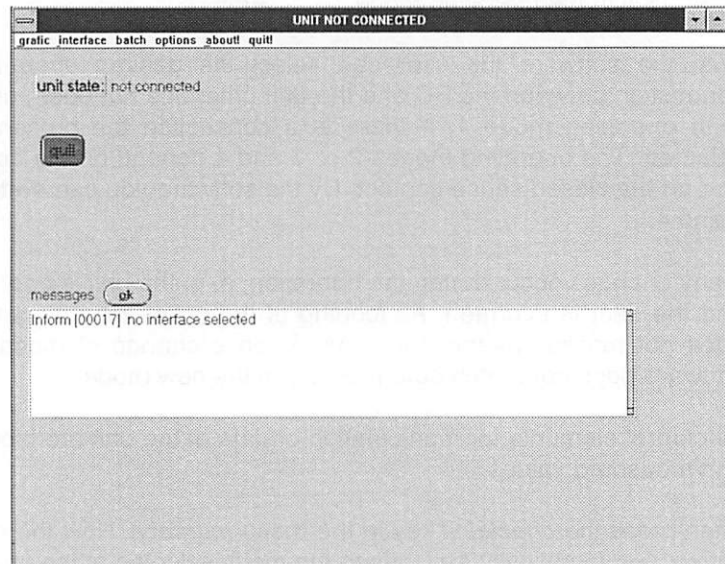 UNIT NOT CONNECTED
grafic interface batch options about! quit!
unit state: not connected
quit
messages ok
Inform [00017] no interface selected